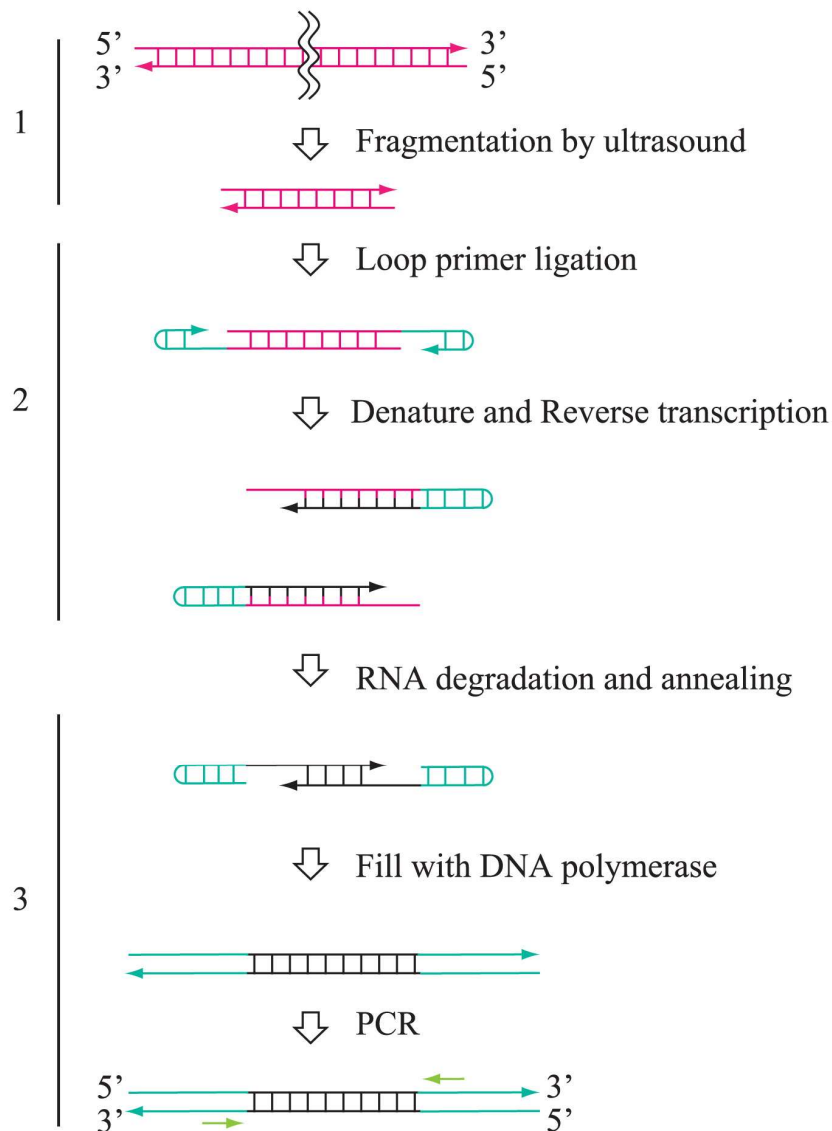 5’ 3’
3’ 5’
1
Fragmentation by ultrasound
Loop primer ligation
2
Denature and Reverse transcription
RNA degradation and annealing
3
Fill with DNA polymerase
PCR
5’ 3’
3’ 5’